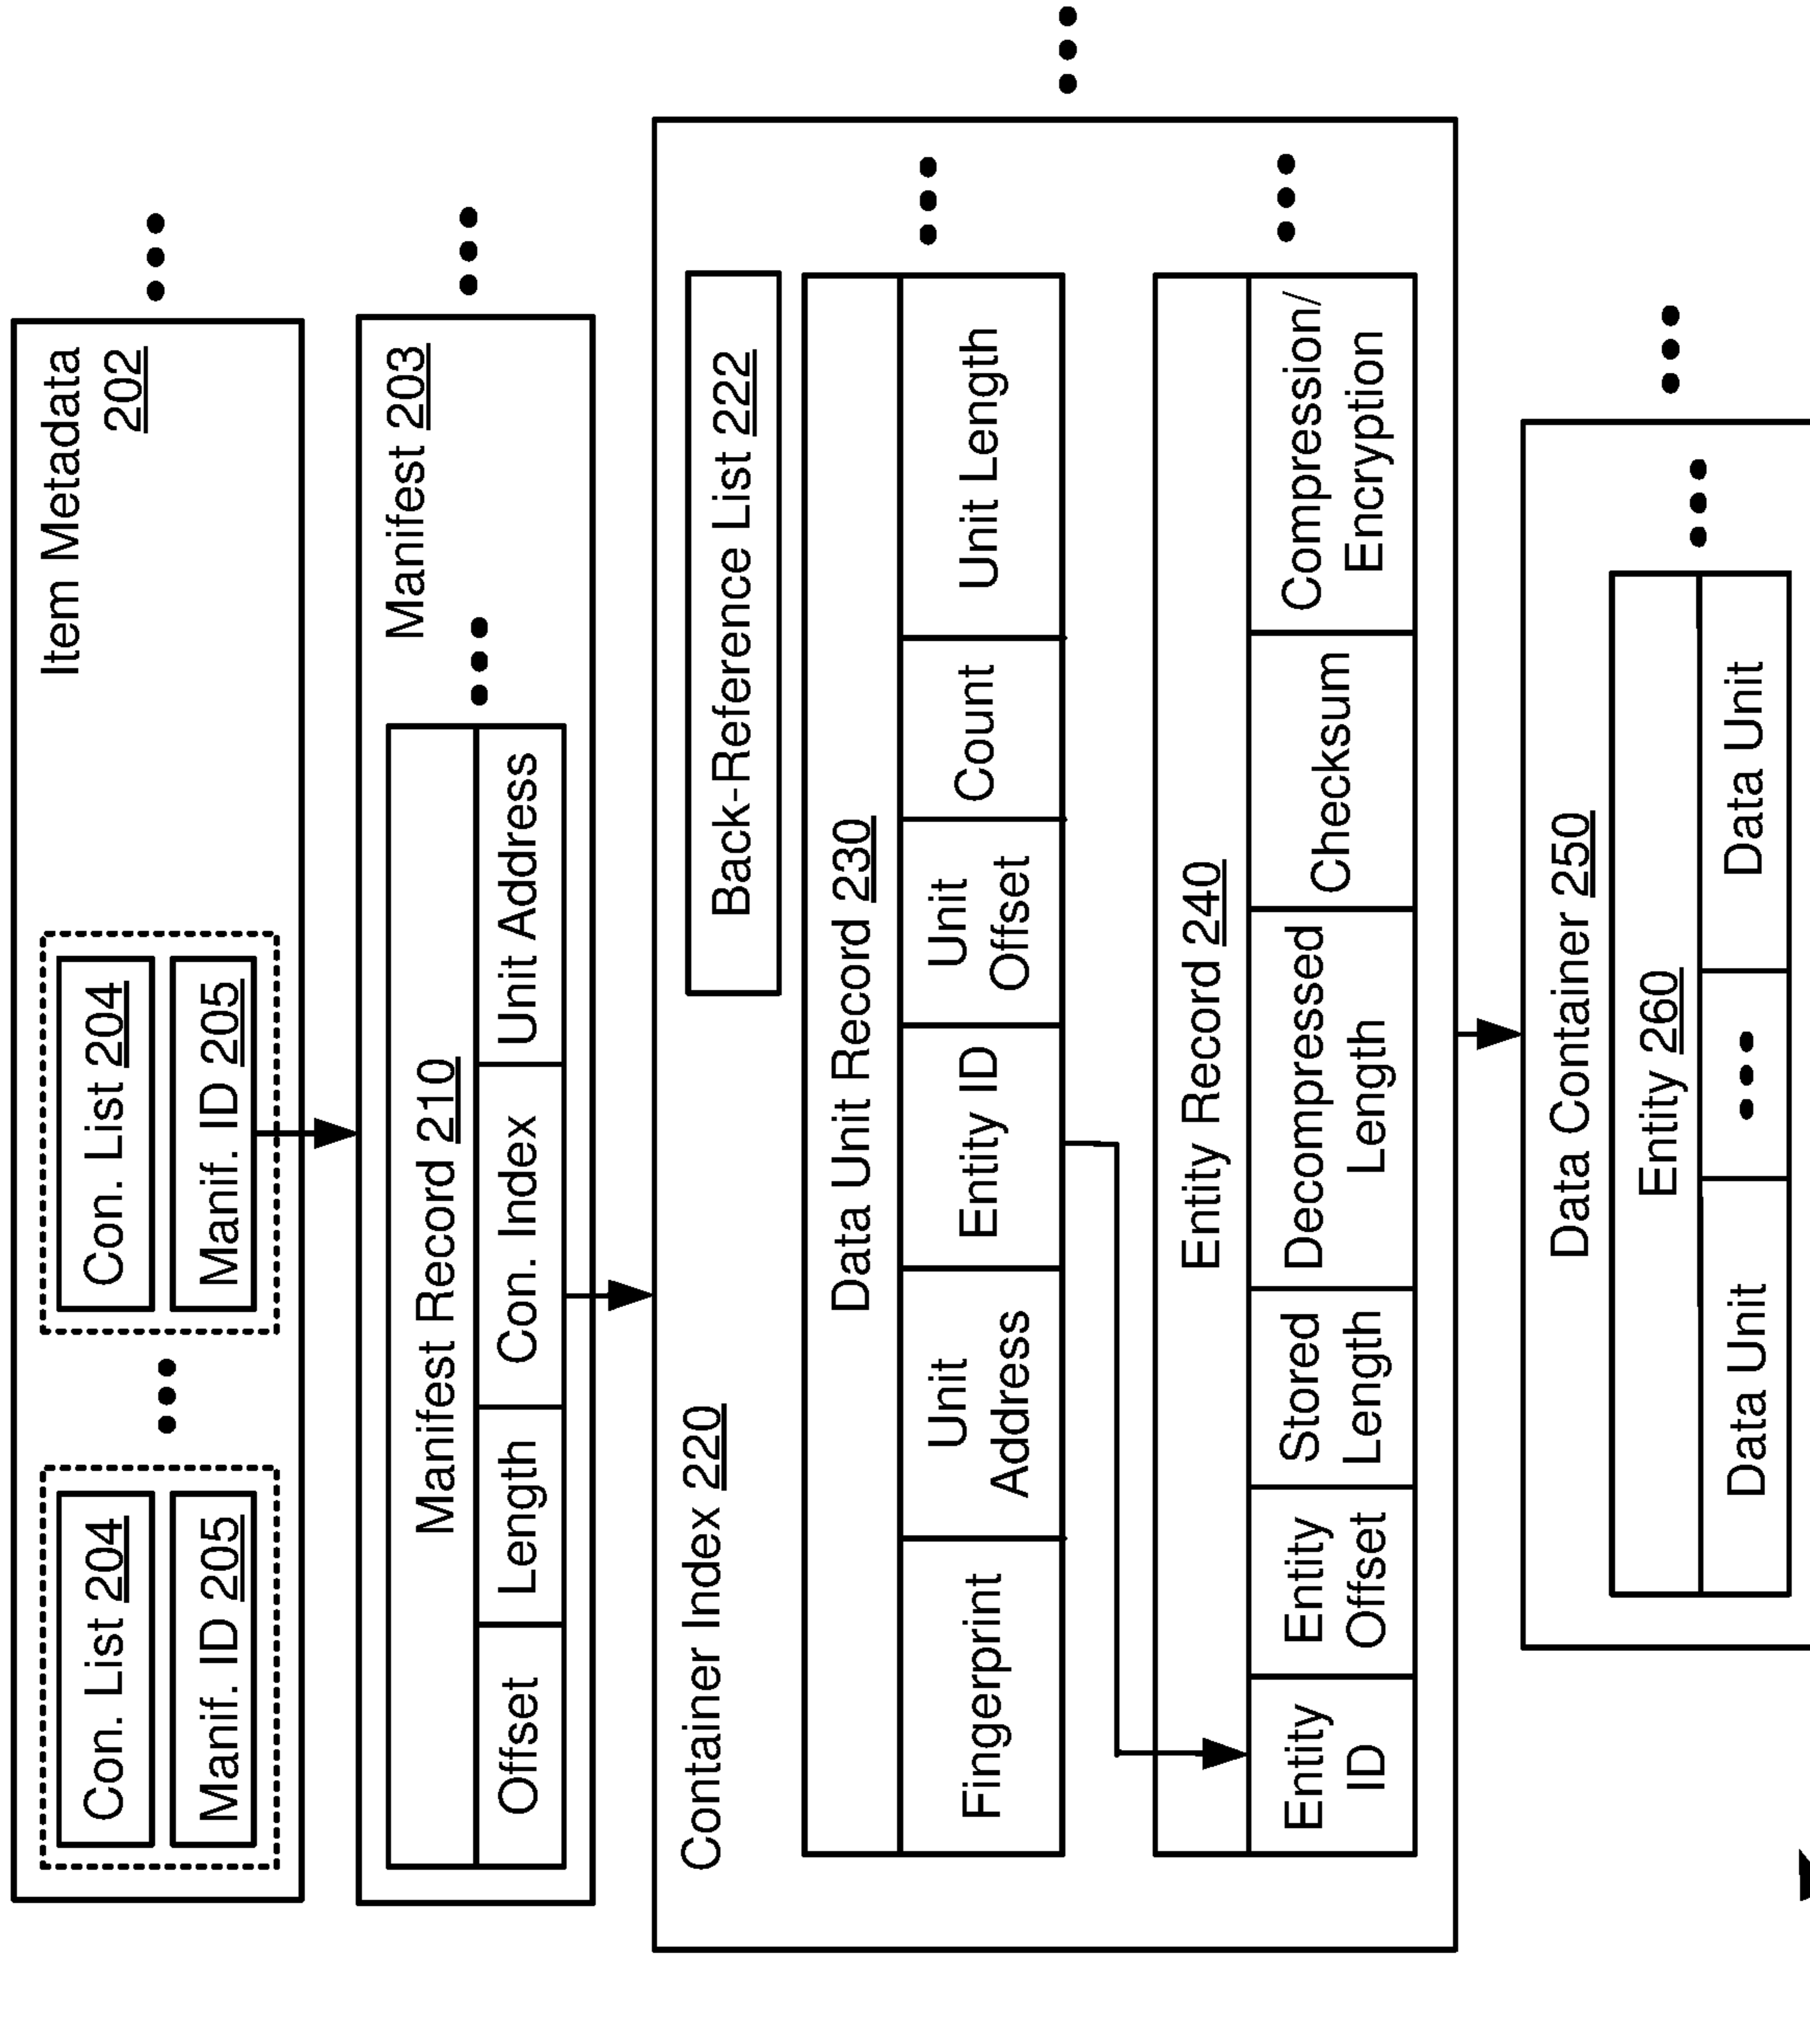 Item Metadata
202
Con. List 204
Manif. ID 205
Con. List 204
Manif. ID 205
Manifest 203
Manifest Record 210
Offset
Length
Con. Index
Unit Address
Container Index 220
Back-Reference List 222
Data Unit Record 230
Fingerprint
Unit
Address
Entity ID
Unit
Offset
Count
Unit Length
Entity Record 240
Entity
ID
Entity
Offset
Stored
Length
Decompressed
Length
Checksum
Compression/
Encryption
Data Container 250
Entity 260
Data Unit
Data Unit